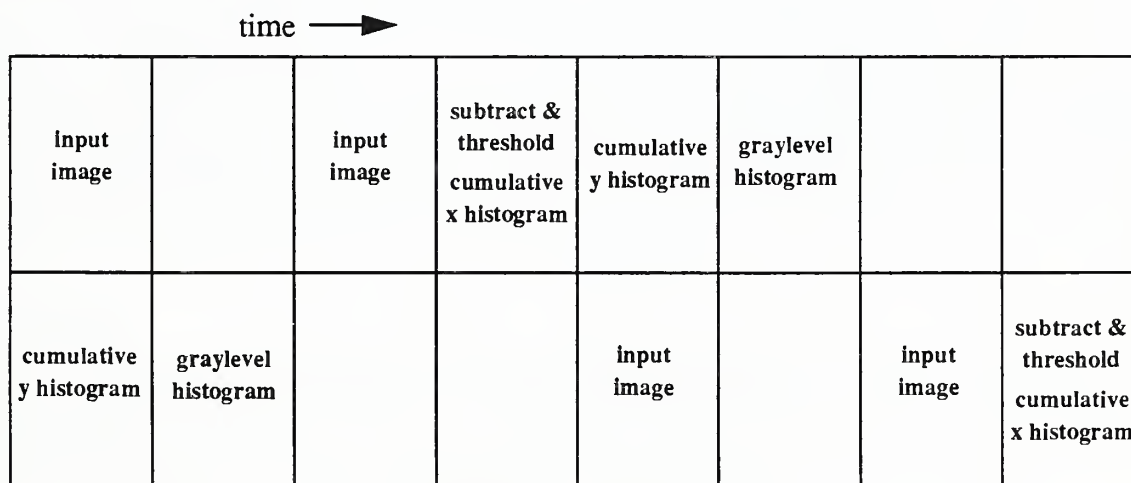 time
input
image
input
image
subtract &
threshold
cumulative
x histogram
cumulative
y histogram
graylevel
histogram
cumulative
y histogram
graylevel
histogram
input
image
input
image
subtract &
threshold
cumulative
x histogram